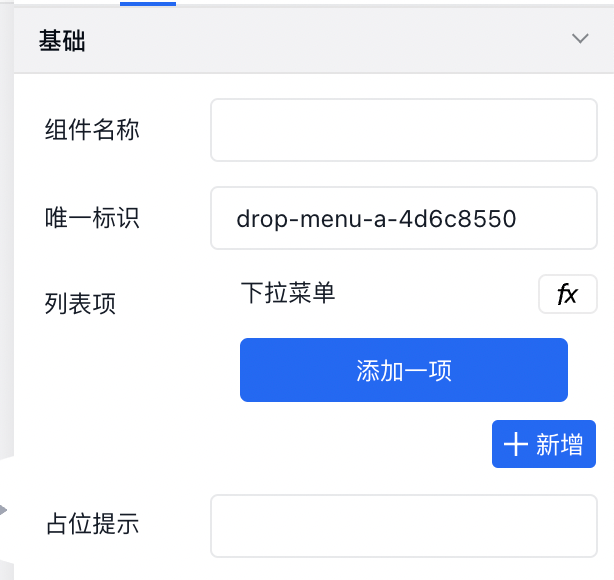 基础
组件名称
唯一标识 drop-menu-a-4d6c8550
列表项 下拉菜单 fx
添加一项
新增
占位提示